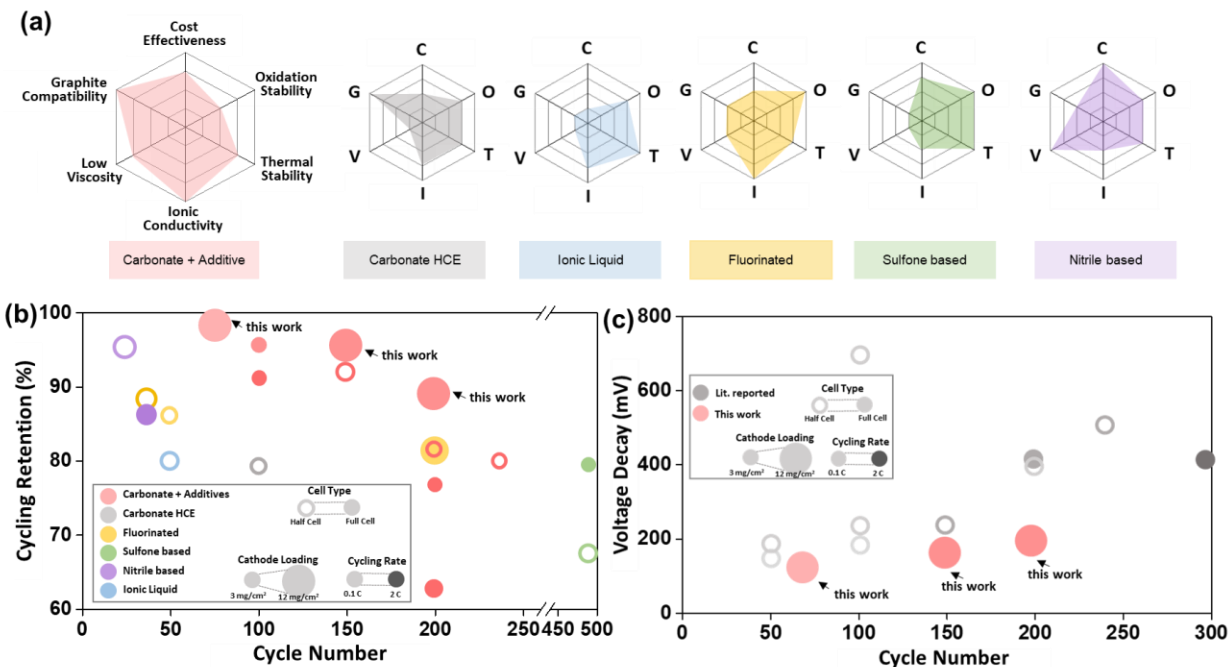 (a)
Cost
Effectiveness
Graphite
Compatibility
Oxidation
Stability
Low
Viscosity
Thermal
Stability
Ionic
Conductivity
C
G
O
V
T
I
C
G
O
V
T
I
C
G
O
V
T
I
C
G
O
V
T
I
C
G
O
V
T
I
Carbonate + Additive
Carbonate HCE
Ionic Liquid
Fluorinated
Sulfone based
Nitrile based
(b)
Cycling Retention (%)
100
90
80
70
60
this work
this work
this work
Carbonate + Additives
Carbonate HCE
Fluorinated
Sulfone based
Nitrile based
Ionic Liquid
Cell Type
Half Cell
Full Cell
Cathode Loading
3 mg/cm²
12 mg/cm²
Cycling Rate
0.1 C
2 C
0 50 100 150 200 250 450 500
Cycle Number
(c)
Voltage Decay (mV)
800
600
400
200
0
Lit. reported
This work
Cell Type
Half Cell
Full Cell
Cathode Loading
3 mg/cm²
12 mg/cm²
Cycling Rate
0.1 C
2 C
this work
this work
this work
0 50 100 150 200 250 300
Cycle Number